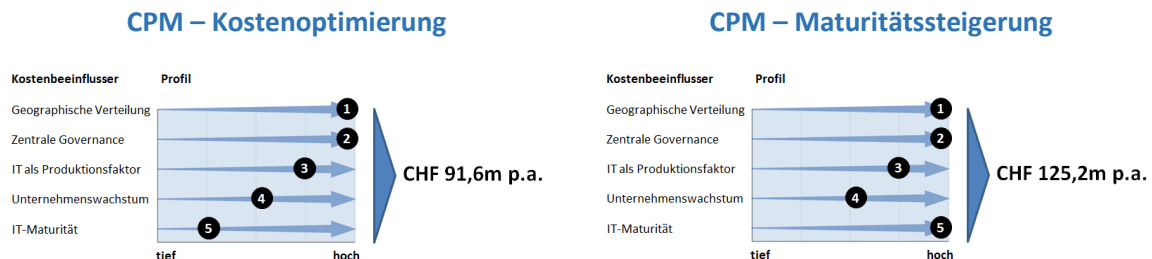 CPM – Kostenoptimierung
Kostenbeeinflusser Profil
Geographische Verteilung 1
Zentrale Governance 2
IT als Produktionsfaktor 3
Unternehmenswachstum 4
IT-Maturität 5
tief hoch
CHF 91,6m p.a.
CPM – Maturitätssteigerung
Kostenbeeinflusser Profil
Geographische Verteilung 1
Zentrale Governance 2
IT als Produktionsfaktor 3
Unternehmenswachstum 4
IT-Maturität 5
tief hoch
CHF 125,2m p.a.